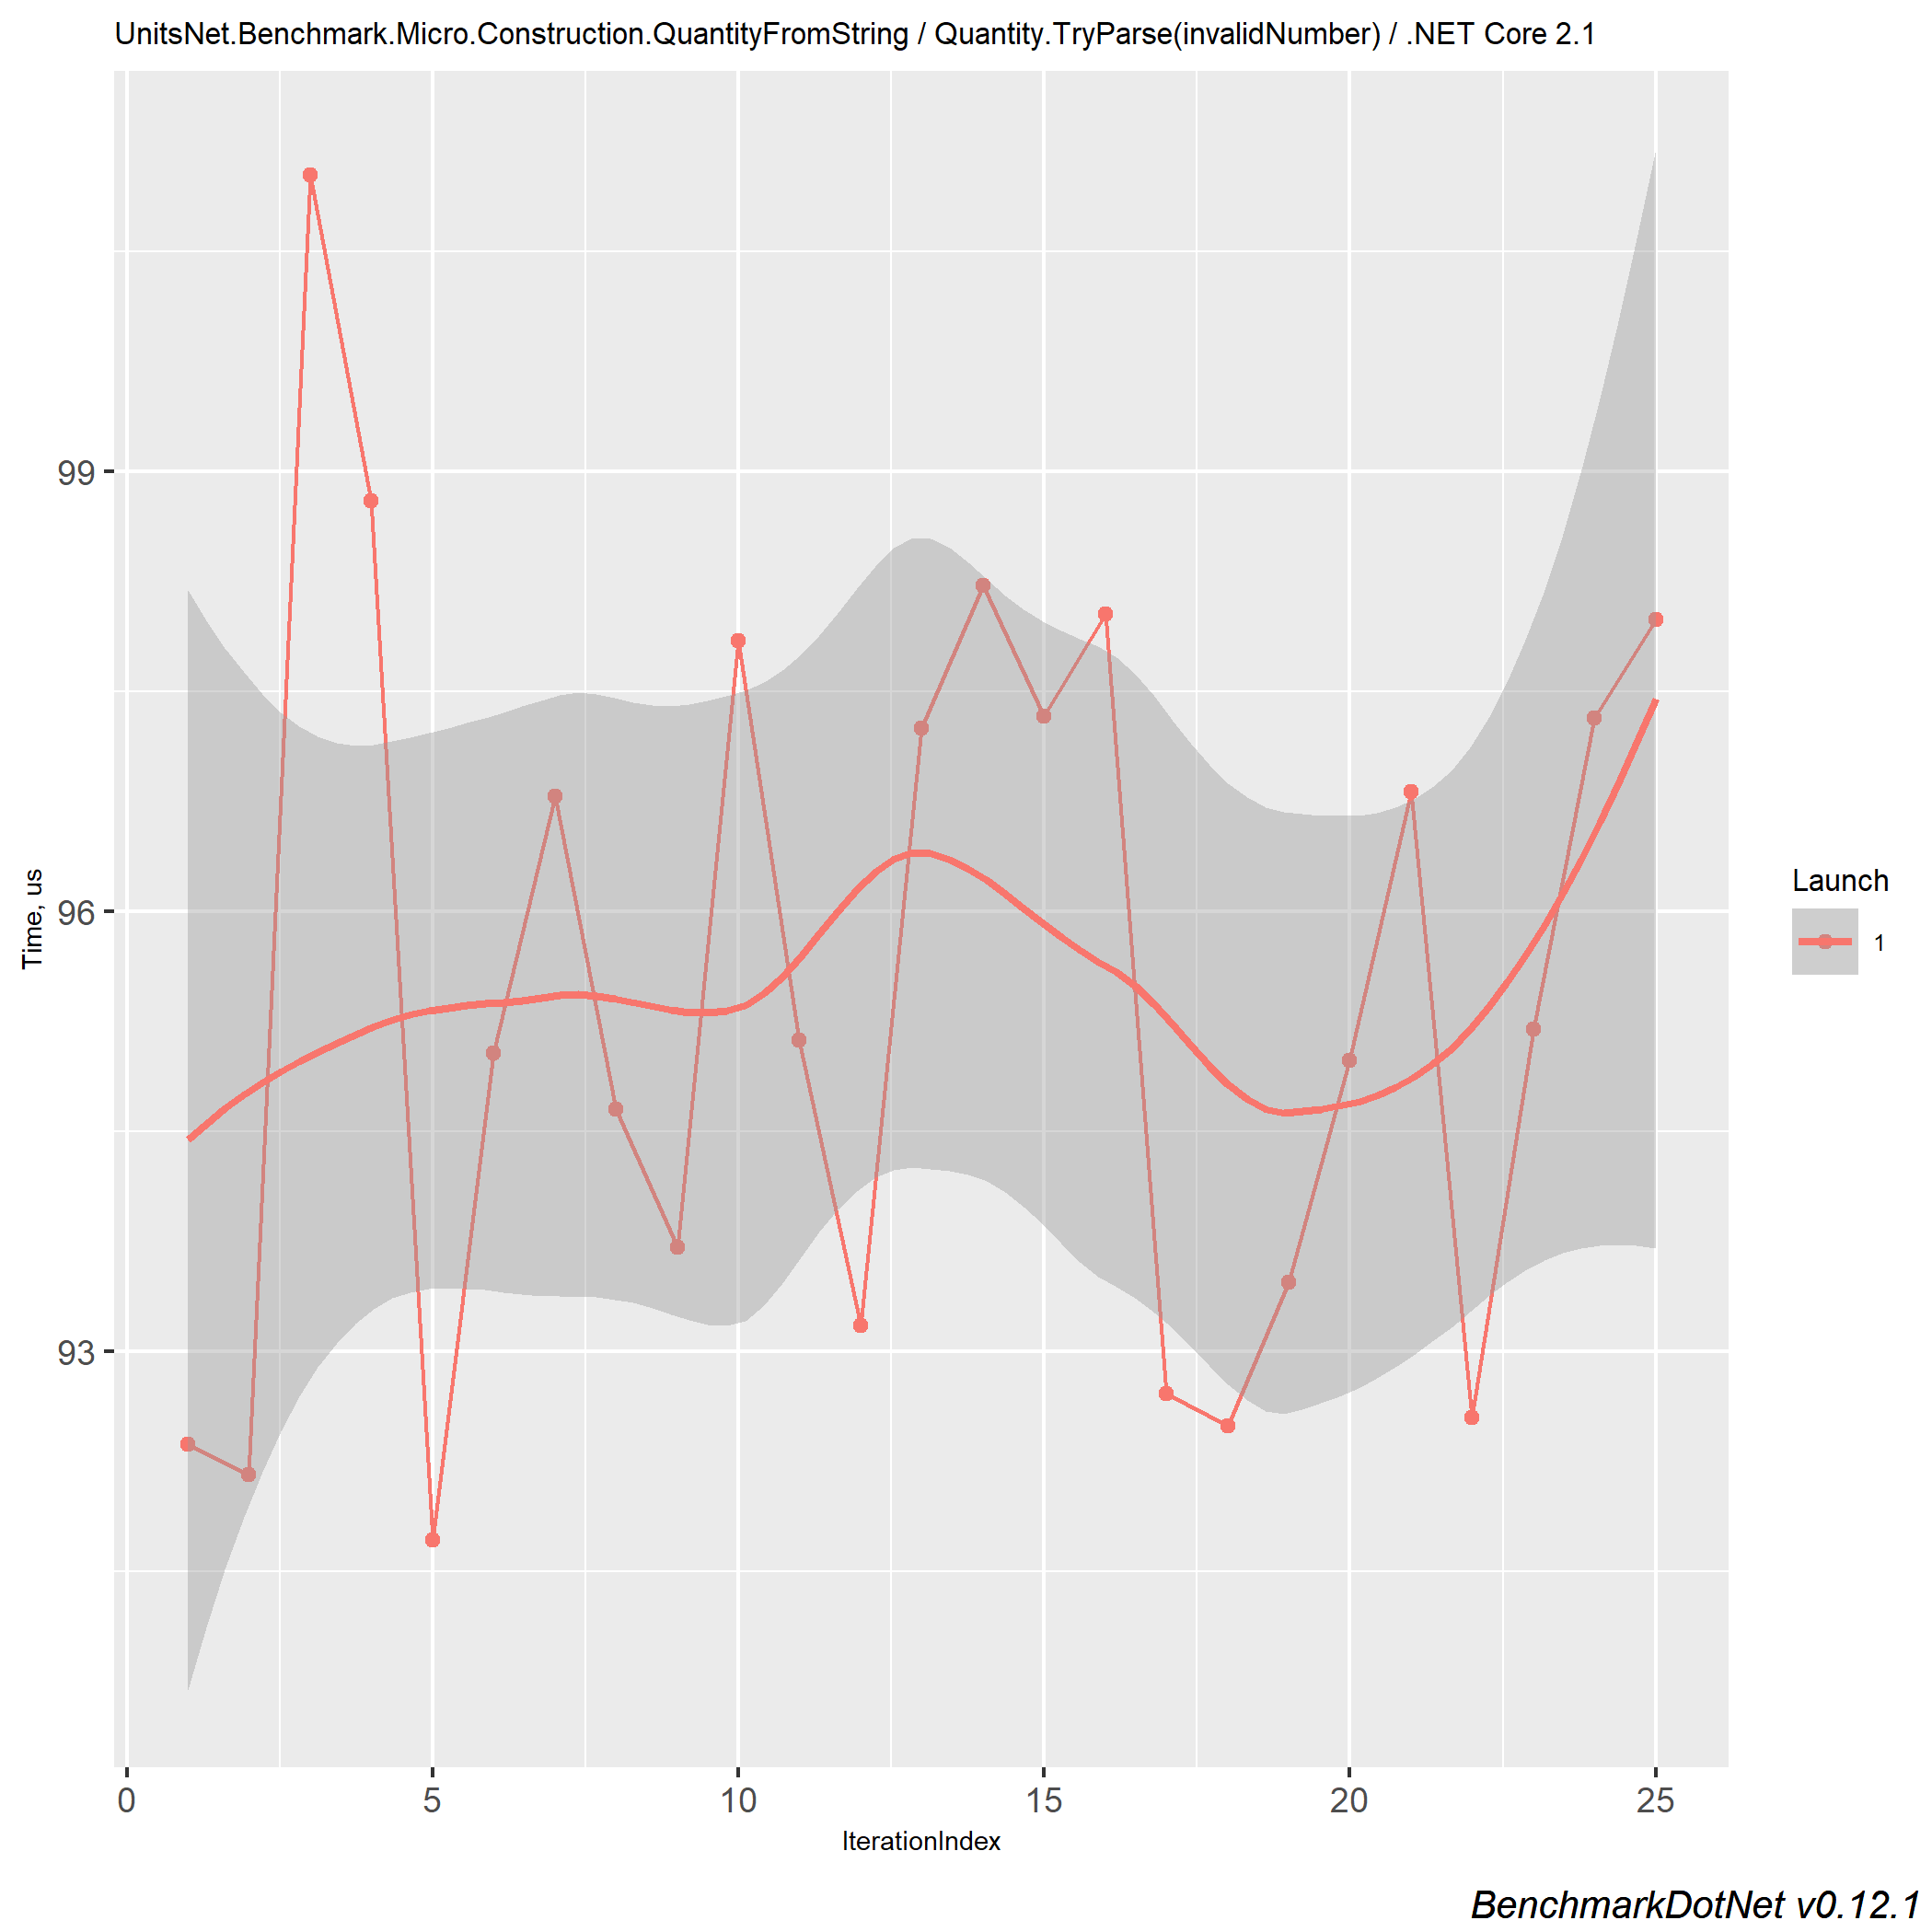 UnitsNet.Benchmark.Micro.Construction.QuantityFromString / Quantity.TryParse(invalidNumber) / .NET Core 2.1
99
96
93
Time, us
Launch
1
0 5 10 15 20 25
IterationIndex
BenchmarkDotNet v0.12.1